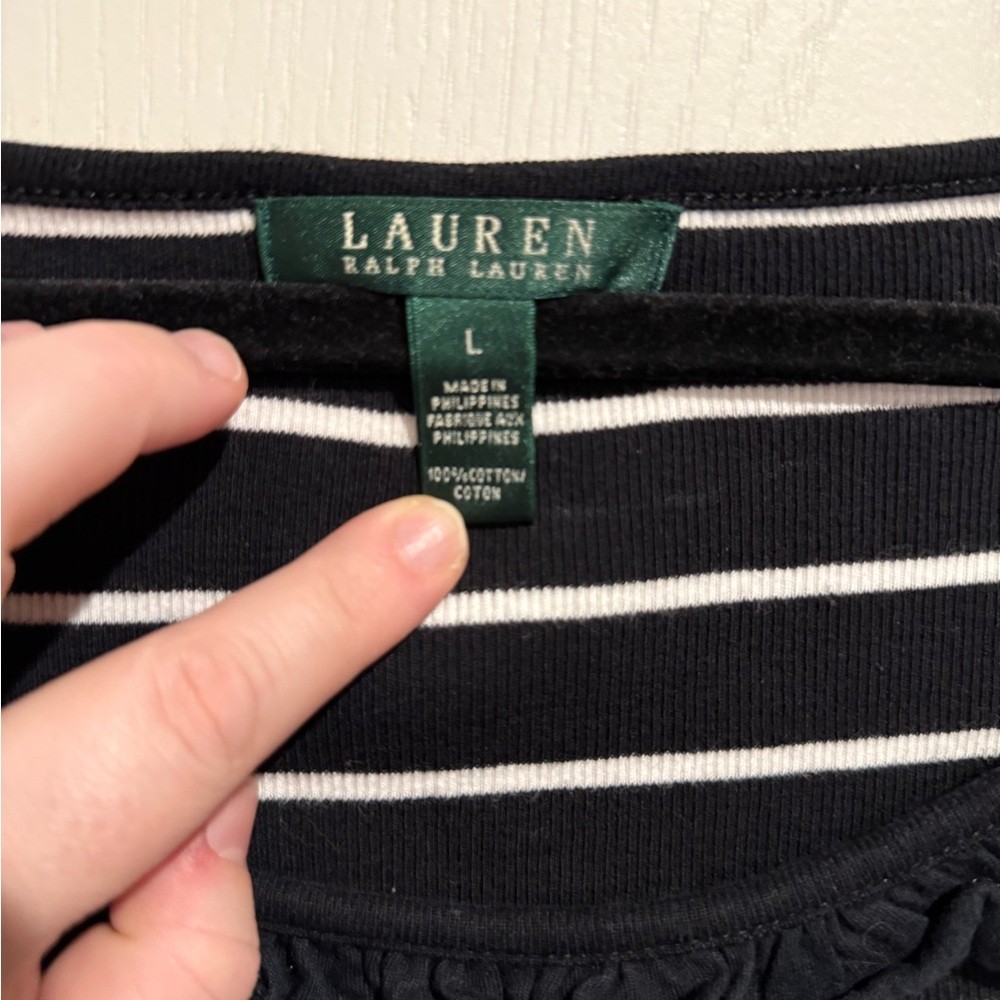 LAUREN
RALPH LAUREN
L
MADE IN
PHILIPPINES
FABRIQUE AUX
PHILIPPINES
100% COTTON/
COTON